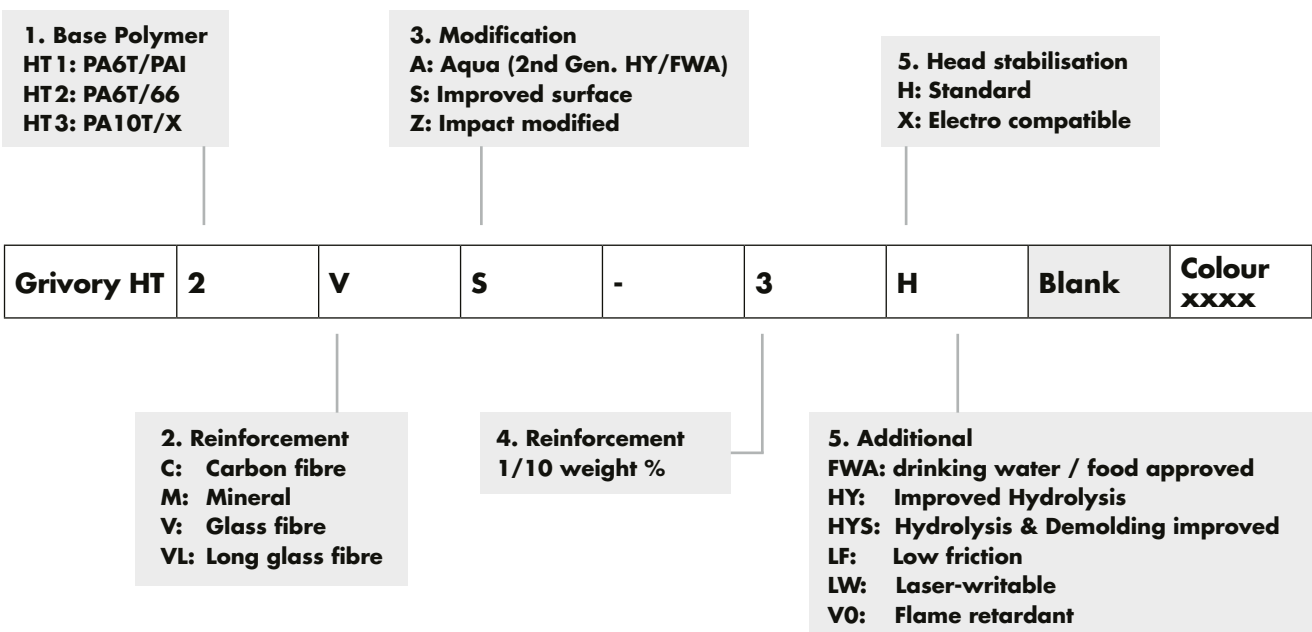 1. Base Polymer
HT 1: PA6T/PAI
HT 2: PA6T/66
HT 3: PA10T/X
3. Modification
A: Aqua (2nd Gen. HY/FWA)
S: Improved surface
Z: Impact modified
5. Head stabilisation
H: Standard
X: Electro compatible
Grivory HT 2 V S - 3 H Blank Colour
xxxx
2. Reinforcement
C: Carbon fibre
M: Mineral
V: Glass fibre
VL: Long glass fibre
4. Reinforcement
1/10 weight %
5. Additional
FWA: drinking water / food approved
HY: Improved Hydrolysis
HYS: Hydrolysis & Demolding improved
LF: Low friction
LW: Laser-writable
V0: Flame retardant